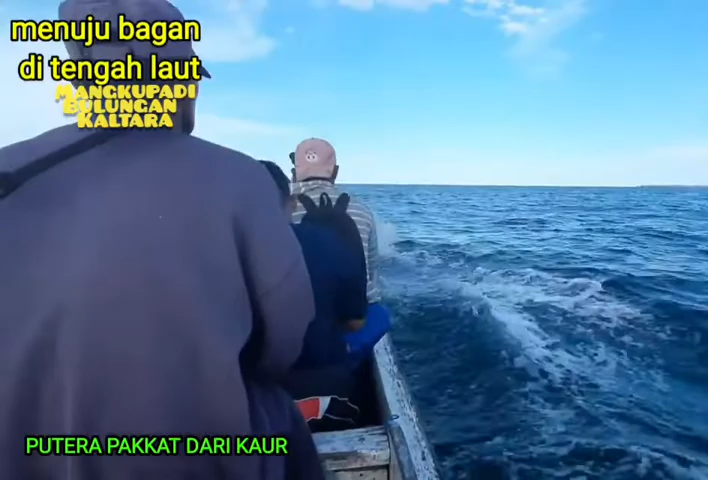 menuju bagan
di tengah laut
MANGKUPADI
BULUNGAN
KALTARA
PUTERA PAKKAT DARI KAUR